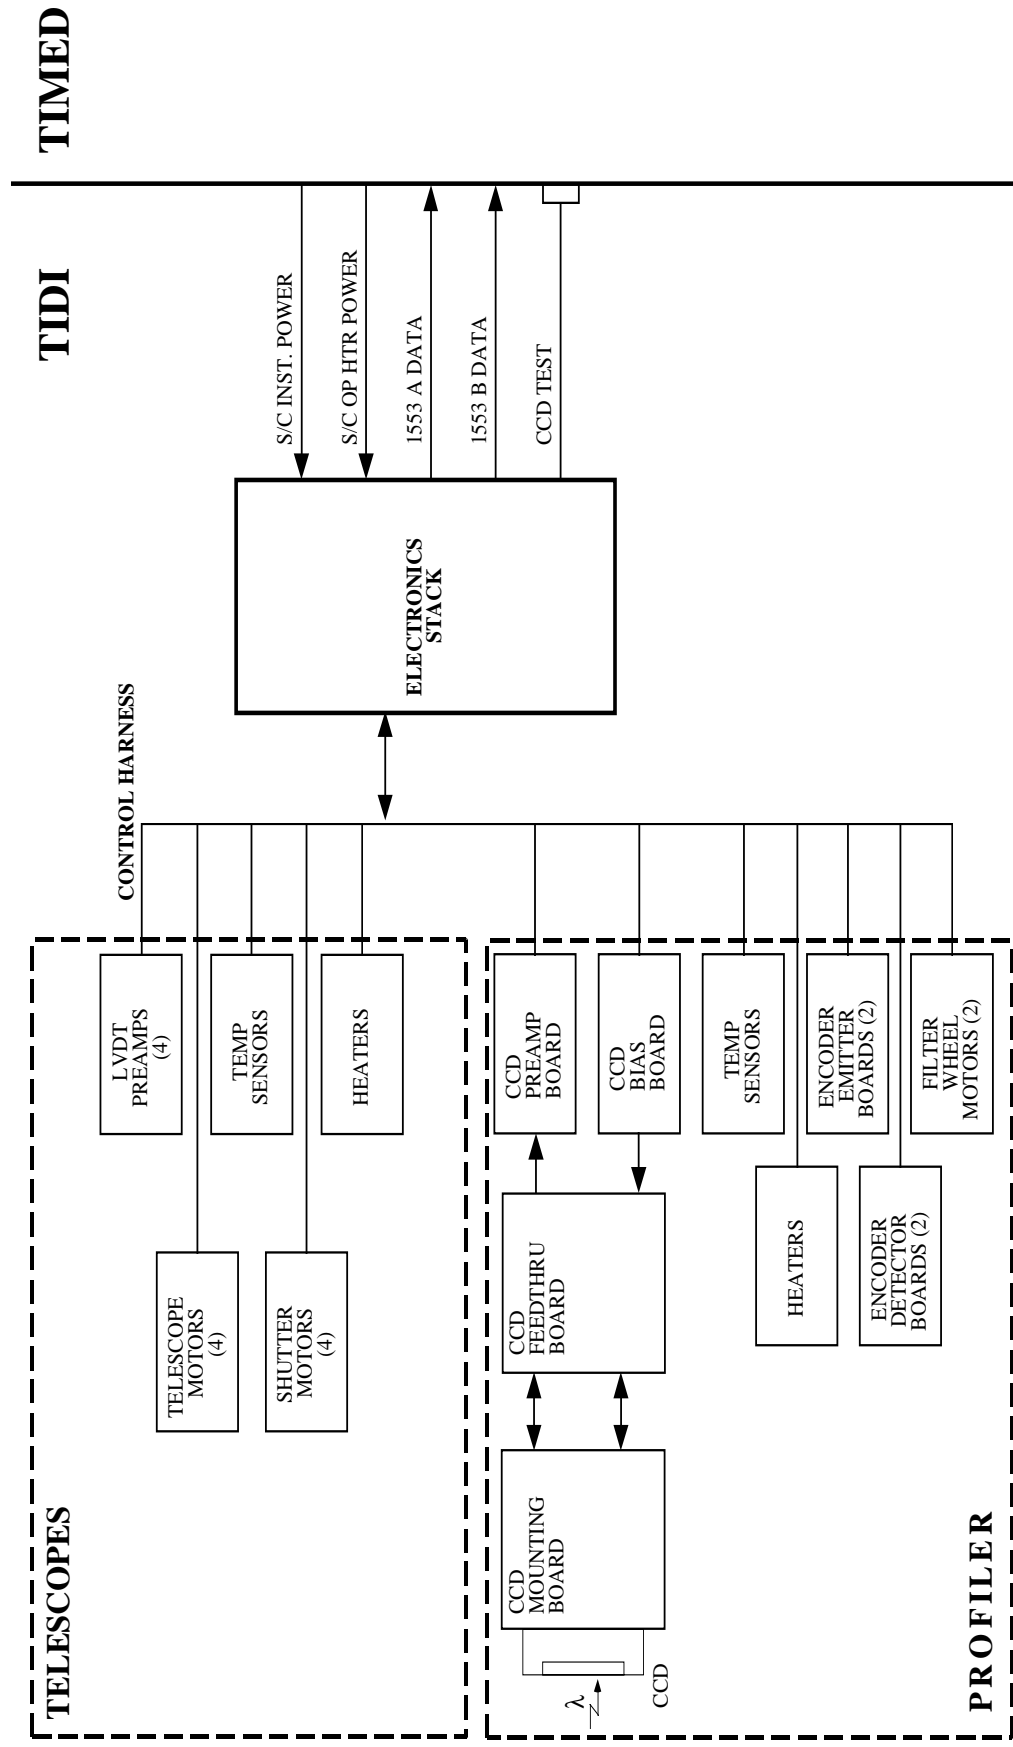 TELESCOPES
TELESCOPE
MOTORS
(4)
SHUTTER
MOTORS
(4)
LVDT
PREAMPS
(4)
TEMP
SENSORS
HEATERS
CONTROL HARNESS
TIDI
TIMED
ELECTRONICS
STACK
S/C INST. POWER
S/C OP HTR POWER
1553 A DATA
1553 B DATA
CCD TEST
λ
CCD
CCD
MOUNTING
BOARD
CCD
FEEDTHRU
BOARD
CCD
PREAMP
BOARD
CCD
BIAS
BOARD
TEMP
SENSORS
HEATERS
ENCODER
EMITTER
BOARDS (2)
ENCODER
DETECTOR
BOARDS (2)
FILTER
WHEEL
MOTORS (2)
PROFILER